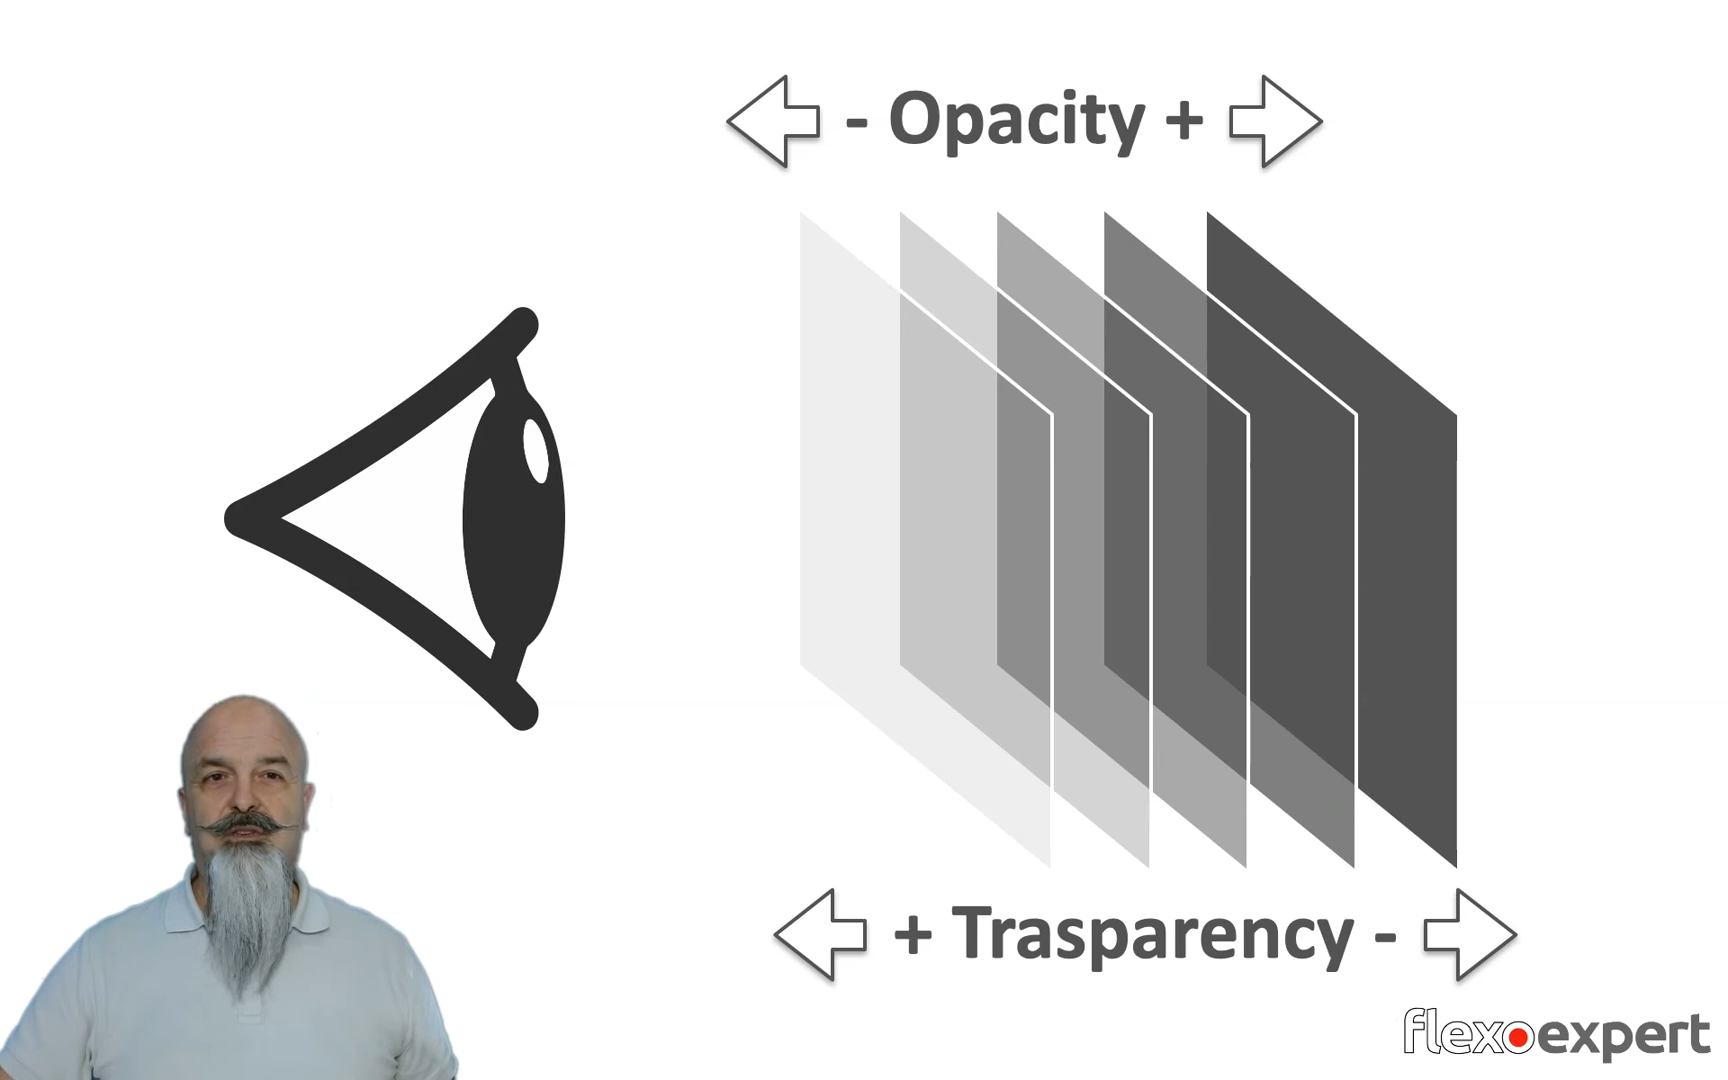 - Opacity +
+ Trasparency -
flexoexpert